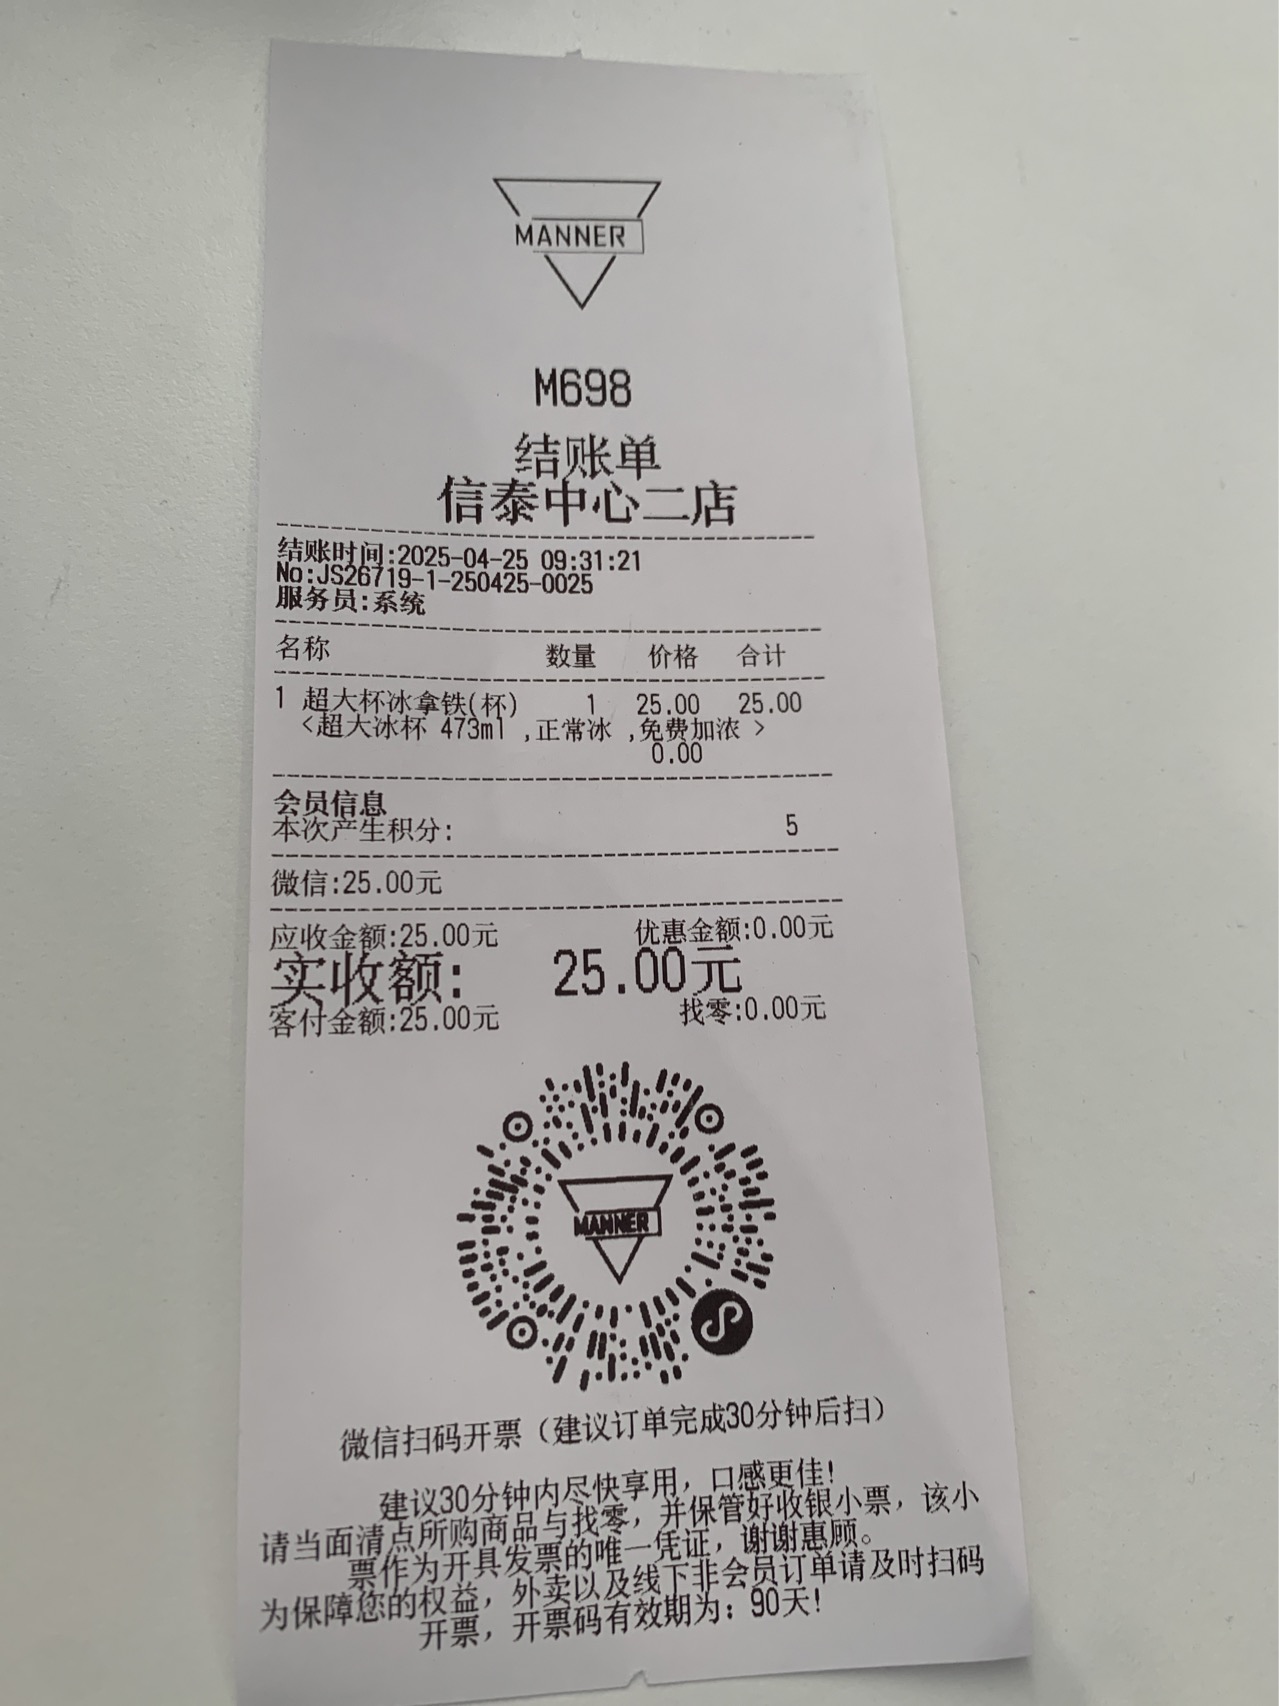 MANNER
M698
结账单
信泰中心二店
结账时间:2025-04-25 09:31:21
No:JS26719-1-250425-0025
服务员:系统
名称 数量 价格 合计
1 超大杯冰拿铁(杯) 1 25.00 25.00
<超大冰杯 473ml ,正常冰 ,免费加浓 >
0.00
会员信息
本次产生积分: 5
微信:25.00元
应收金额:25.00元 优惠金额:0.00元
实收额: 25.00元
客付金额:25.00元 找零:0.00元
MANNER
微信扫码开票（建议订单完成30分钟后扫）
建议30分钟内尽快享用，口感更佳！
请当面清点所购商品与找零，并保管好收银小票，该小
票作为开具发票的唯一凭证，谢谢惠顾。
为保障您的权益，外卖以及线下非会员订单请及时扫码
开票，开票码有效期为：90天！